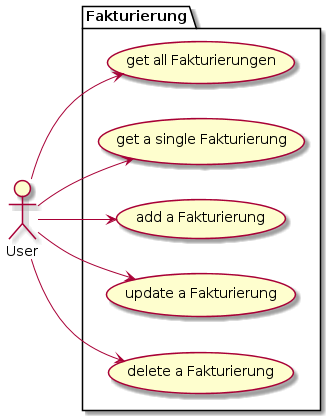 Fakturierung
get all Fakturierungen
get a single Fakturierung
add a Fakturierung
User
update a Fakturierung
delete a Fakturierung